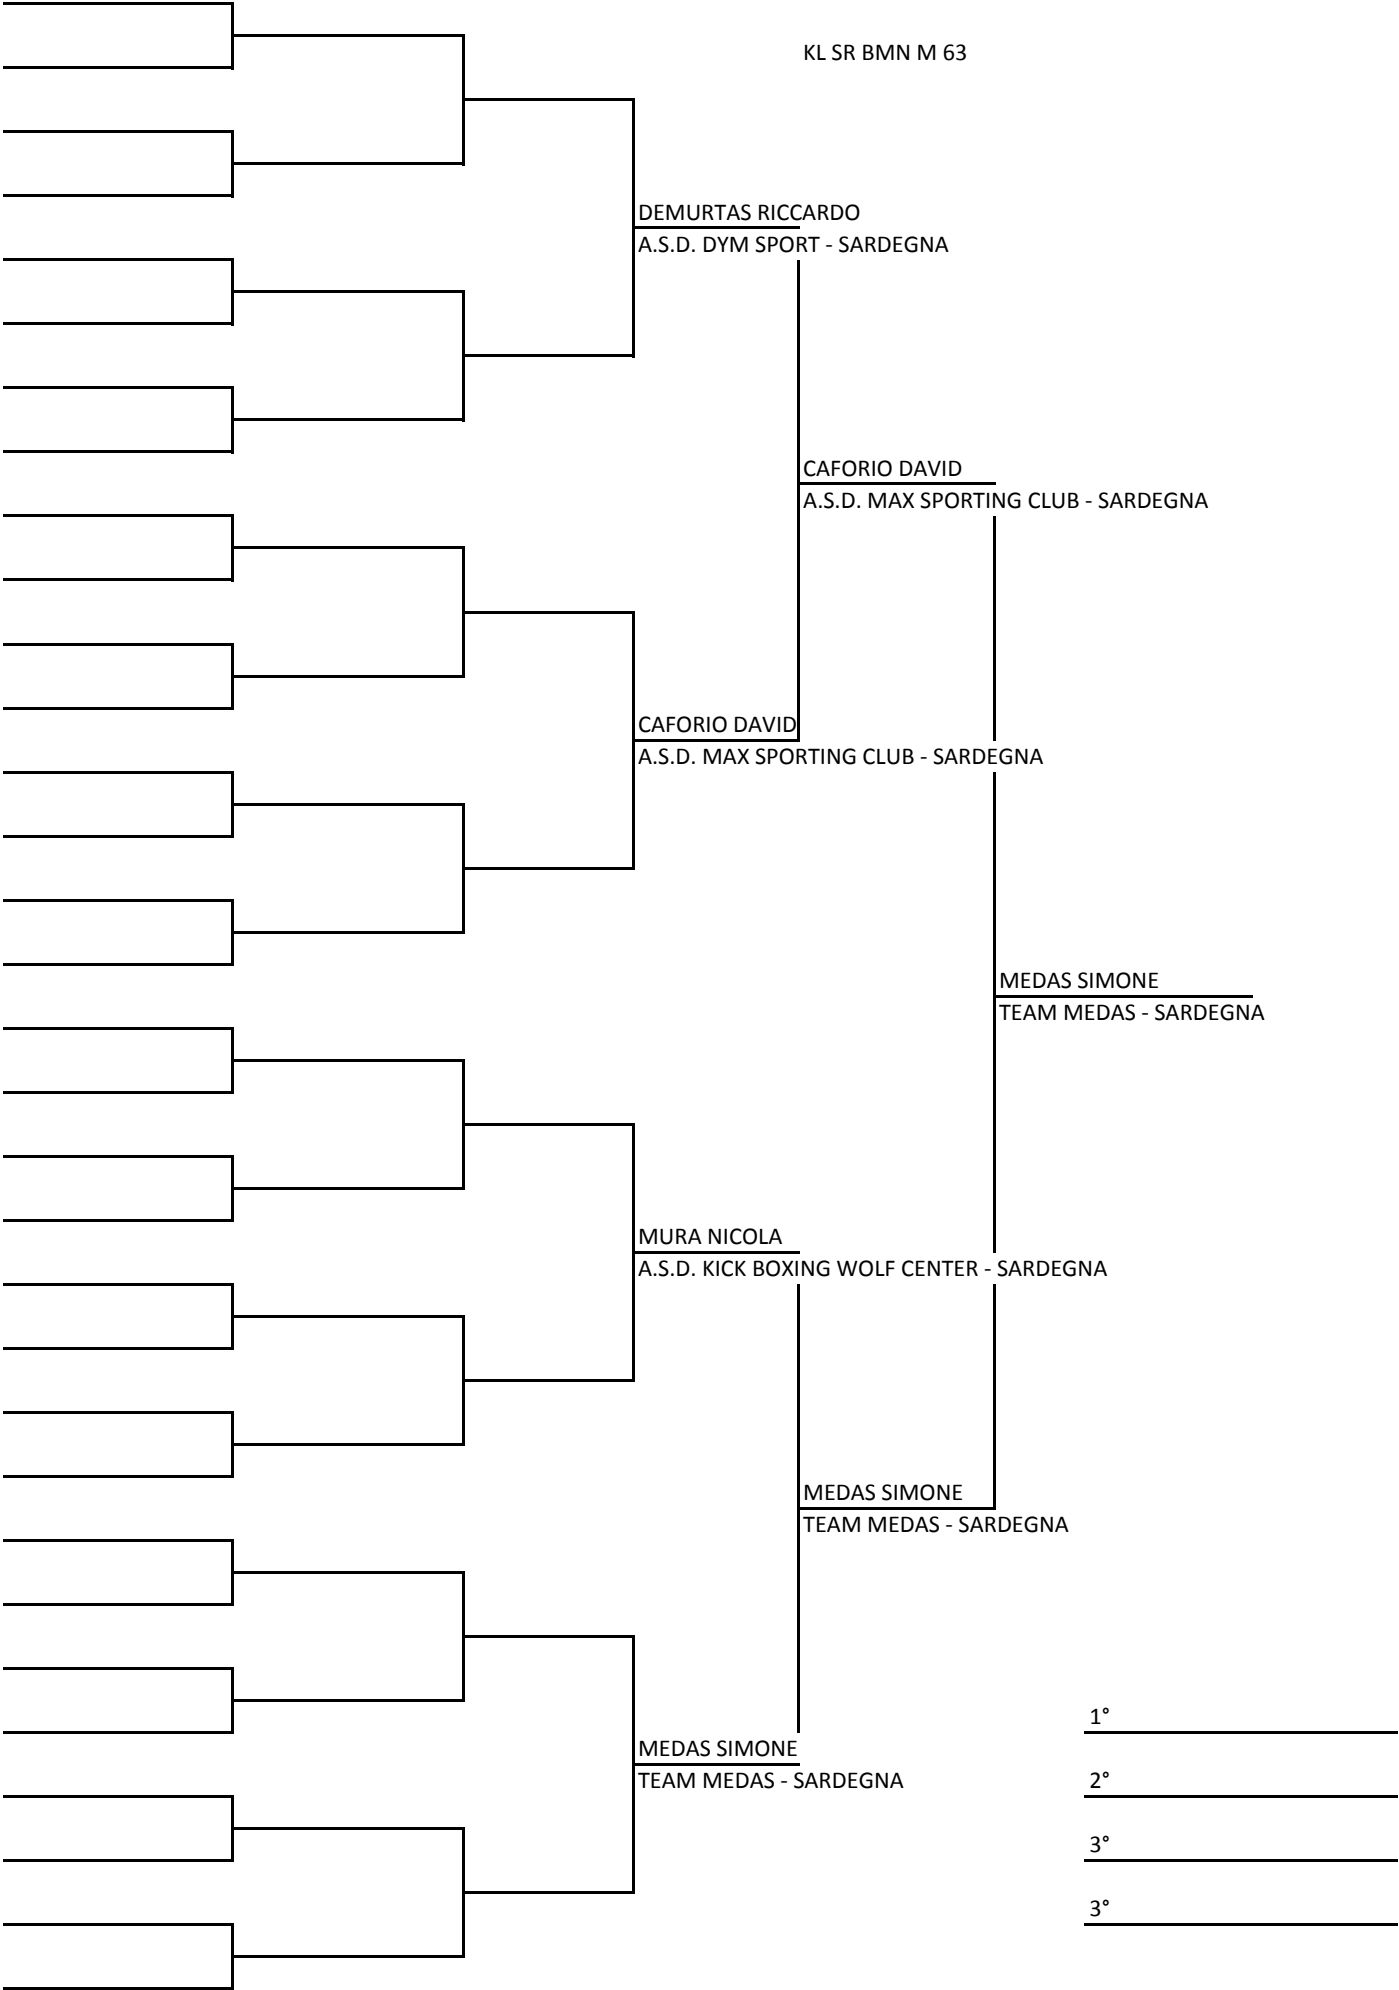 KL SR BMN M 63
DEMURTAS RICCARDO
A.S.D. DYM SPORT - SARDEGNA
CAFORIO DAVID
A.S.D. MAX SPORTING CLUB - SARDEGNA
CAFORIO DAVID
A.S.D. MAX SPORTING CLUB - SARDEGNA
MEDAS SIMONE
TEAM MEDAS - SARDEGNA
MURA NICOLA
A.S.D. KICK BOXING WOLF CENTER - SARDEGNA
MEDAS SIMONE
TEAM MEDAS - SARDEGNA
1°
MEDAS SIMONE
TEAM MEDAS - SARDEGNA
2°
3°
3°